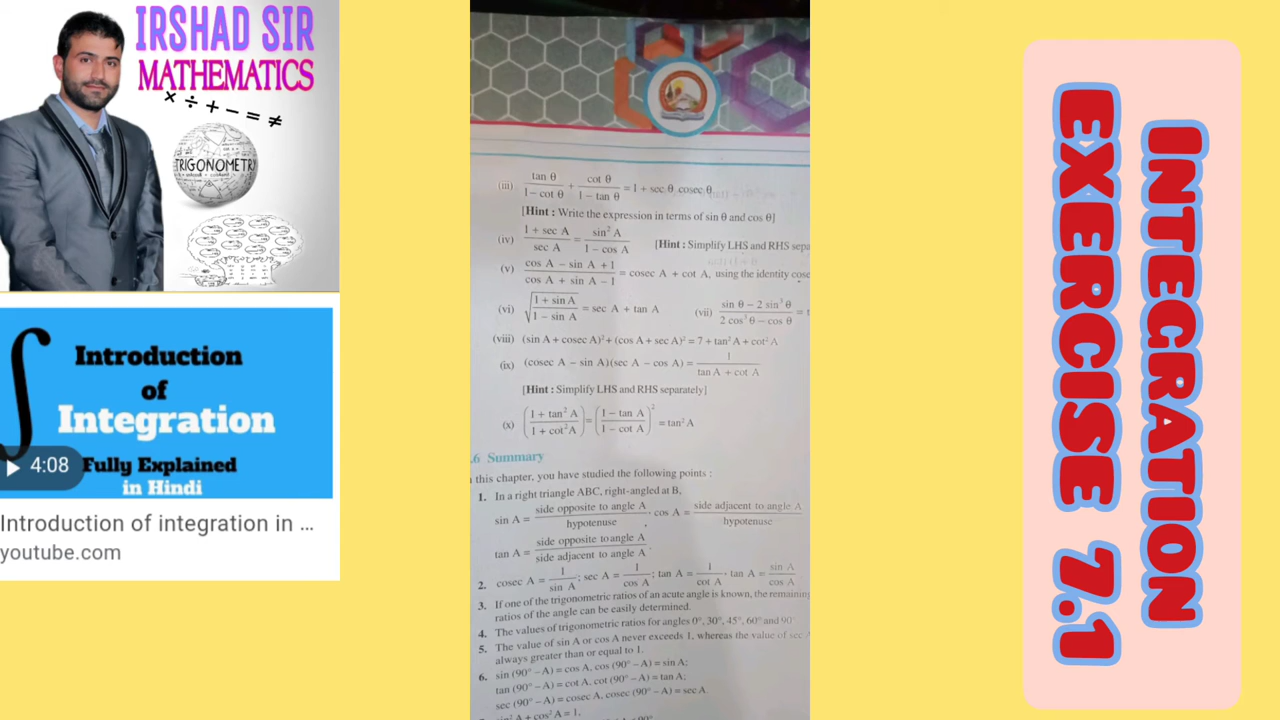 IRSHAD SIR
MATHEMATICS
× ÷ + − = ≠
TRIGONOMETRY
Introduction
of
Integration
4:08
Fully Explained
in Hindi
Introduction of integration in ...
youtube.com
(iii) tan θ / 1 − cot θ + cot θ / 1 − tan θ = 1 + sec θ cosec θ
[Hint : Write the expression in terms of sin θ and cos θ]
(iv) 1 + sec A / sec A = sin² A / 1 − cos A [Hint : Simplify LHS and RHS sepa
(v) cos A − sin A + 1 / cos A + sin A − 1 = cosec A + cot A, using the identity cose
(vi) √(1 + sin A / 1 − sin A) = sec A + tan A (vii) sin θ − 2 sin³ θ / 2 cos³ θ − cos θ =
(viii) (sin A + cosec A)² + (cos A + sec A)² = 7 + tan² A + cot² A
(ix) (cosec A − sin A)(sec A − cos A) = 1 / tan A + cot A
[Hint : Simplify LHS and RHS separately]
(x) (1 + tan² A / 1 + cot² A) = (1 − tan A / 1 − cot A)² = tan² A
.6 Summary
this chapter, you have studied the following points :
1. In a right triangle ABC, right-angled at B,
sin A = side opposite to angle A / hypotenuse, cos A = side adjacent to angle A / hypotenuse
tan A = side opposite to angle A / side adjacent to angle A.
2. cosec A = 1 / sin A; sec A = 1 / cos A; tan A = 1 / cot A, tan A = sin A / cos A
3. If one of the trigonometric ratios of an acute angle is known, the remaining
ratios of the angle can be easily determined.
4. The values of trigonometric ratios for angles 0°, 30°, 45°, 60° and 90°
5. The value of sin A or cos A never exceeds 1, whereas the value of sec A
always greater than or equal to 1.
6. sin (90° − A) = cos A, cos (90° − A) = sin A;
tan (90° − A) = cot A, cot (90° − A) = tan A;
sec (90° − A) = cosec A, cosec (90° − A) = sec A.
sin² A + cos² A = 1,
INTEGRATION
EXERCISE 7.1